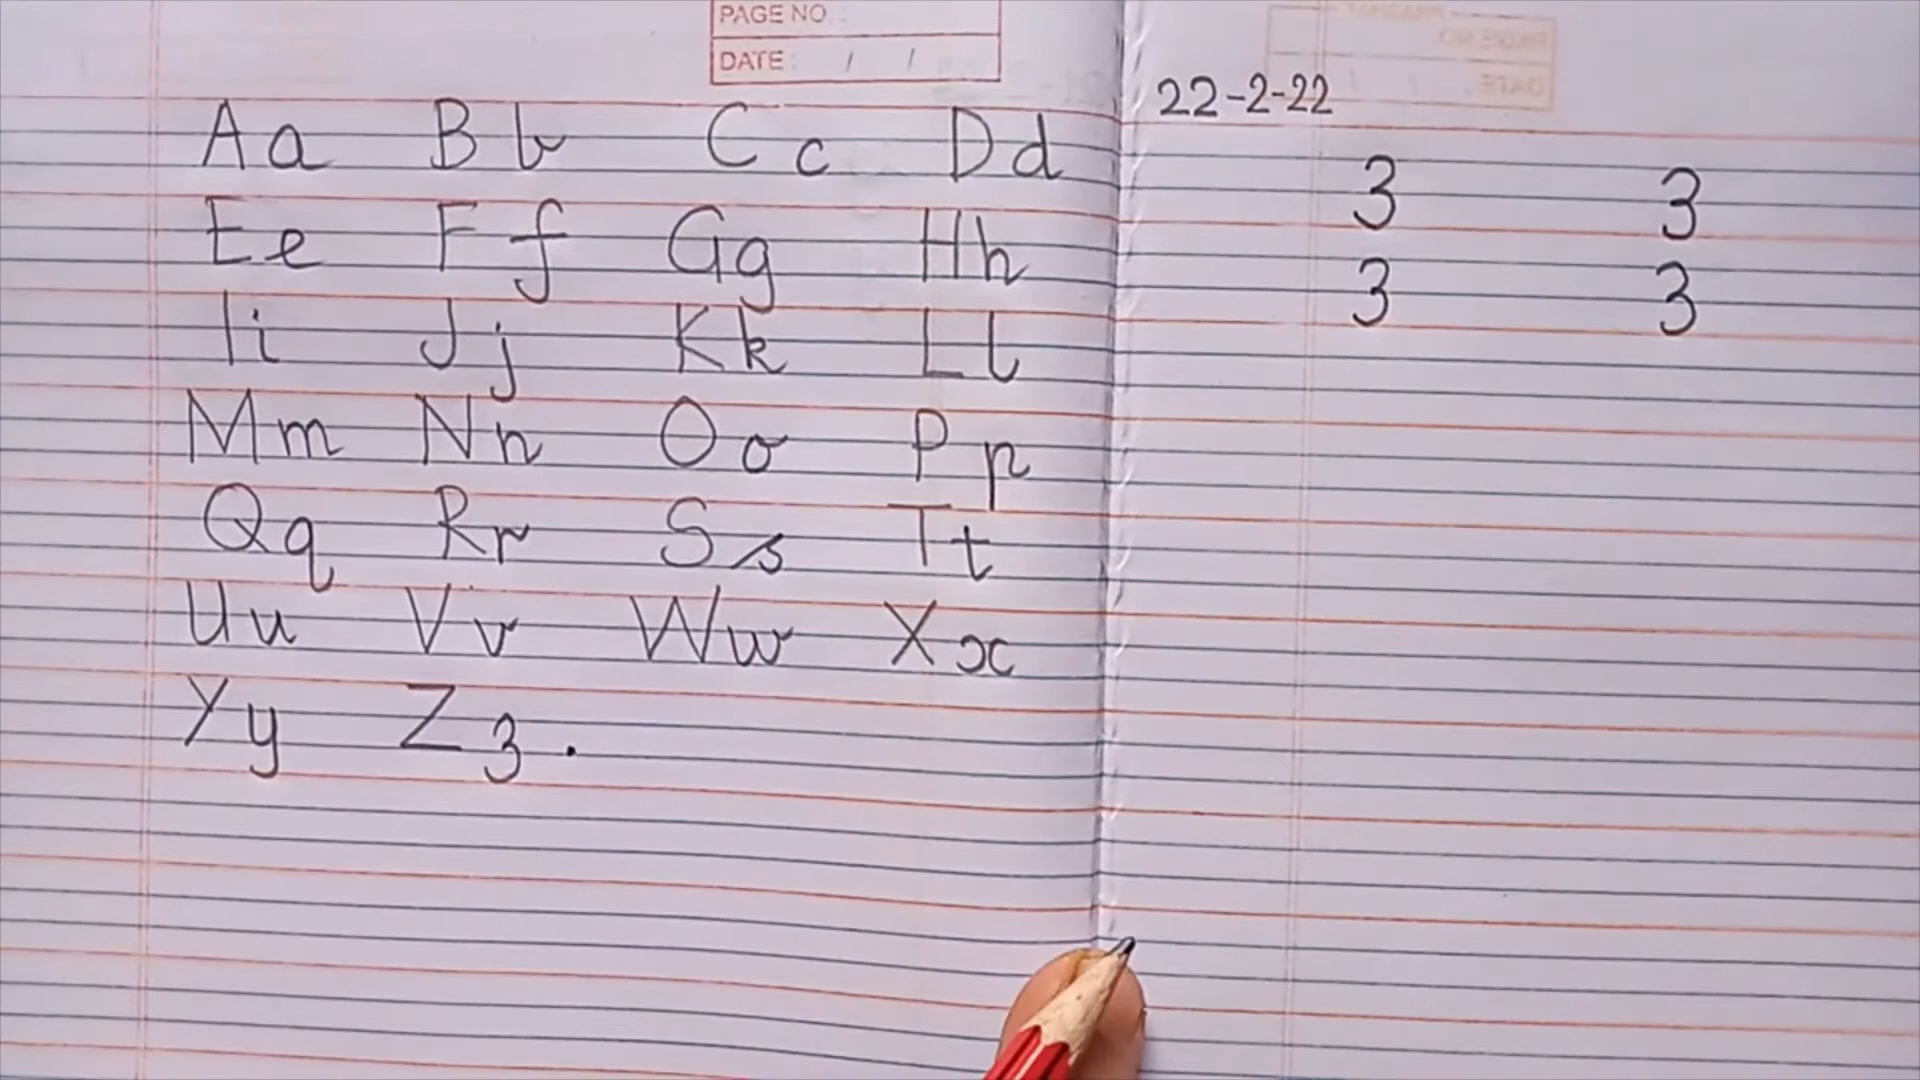 PAGE NO. :
DATE : / /
Aa Bb Cc Dd
Ee Ff Gg Hh
Ii Jj Kk Ll
Mm Nn Oo Pp
Qq Rr Ss Tt
Uu Vv Ww Xx
Yy Zz .
22-2-22
3 3
3 3